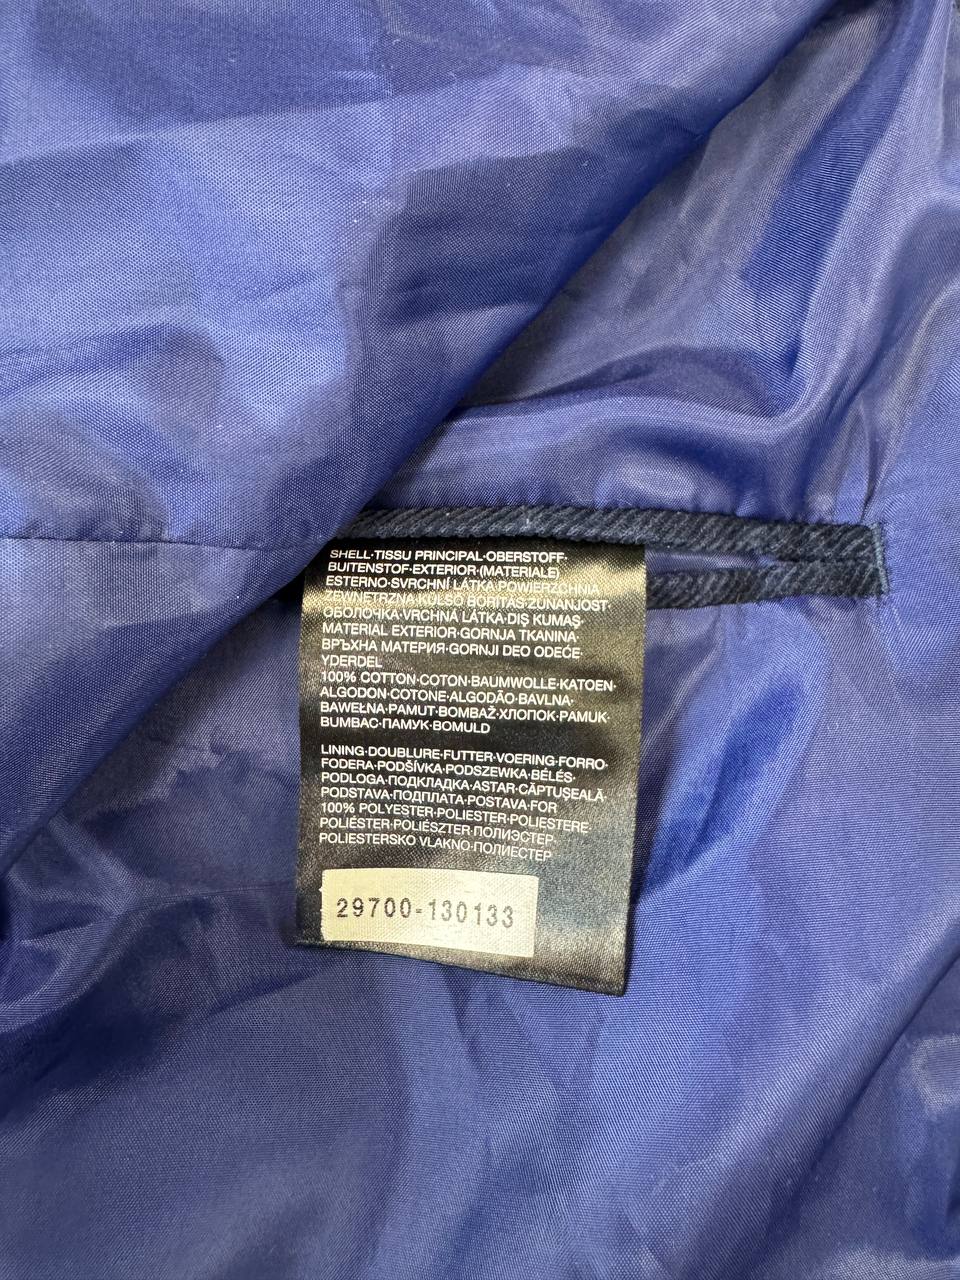 SHELL·TISSU PRINCIPAL·OBERSTOFF·
BUITENSTOF·EXTERIOR·(MATERIALE)
ESTERNO·SVRCHNÍ LÁTKA·POWIERZCHNIA
ZEWNĘTRZNA·KÜLSŐ BORÍTÁS·ZUNANJOST·
ОБОЛОЧКА·VRCHNÁ LÁTKA·DIŞ KUMAŞ·
MATERIAL EXTERIOR·GORNJA TKANINA·
ВРЪХНА МАТЕРИЯ·GORNJI DEO ODEĆE·
YDERDEL
100% COTTON·COTON·BAUMWOLLE·KATOEN·
ALGODON·COTONE·ALGODÃO·BAVLNA·
BAWEŁNA·PAMUT·BOMBAŽ·ХЛОПОК·PAMUK·
BUMBAC·ПАМУК·BOMULD
LINING·DOUBLURE·FUTTER·VOERING·FORRO·
FODERA·PODŠÍVKA·PODSZEWKA·BÉLÉS·
PODLOGA·ПОДКЛАДКА·ASTAR·CĂPTUŞEALĂ·
PODSTAVA·ПОДПЛАТА·POSTAVA·FOR
100% POLYESTER·POLIESTER·POLIESTERE·
POLIÉSTER·POLIÉSZTER·ПОЛИЭСТЕР·
POLIESTERSKO VLAKNO·ПОЛИЕСТЕР
29700-130133